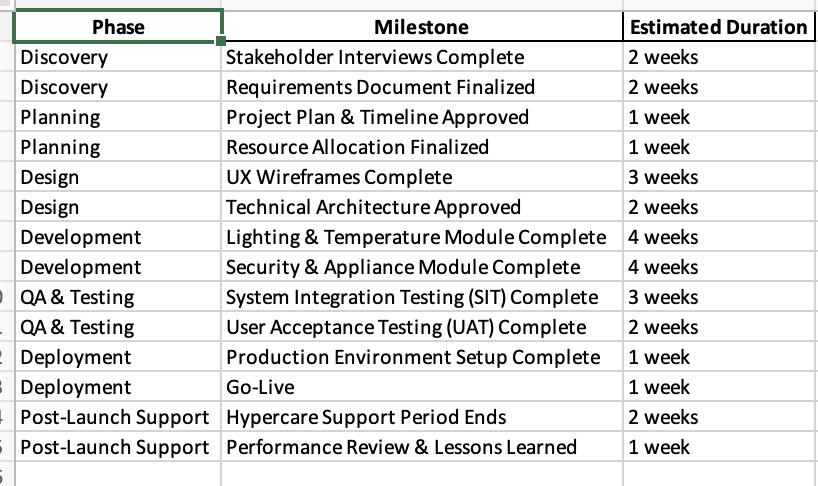 Phase Milestone Estimated Duration
Discovery Stakeholder Interviews Complete 2 weeks
Discovery Requirements Document Finalized 2 weeks
Planning Project Plan & Timeline Approved 1 week
Planning Resource Allocation Finalized 1 week
Design UX Wireframes Complete 3 weeks
Design Technical Architecture Approved 2 weeks
Development Lighting & Temperature Module Complete 4 weeks
Development Security & Appliance Module Complete 4 weeks
QA & Testing System Integration Testing (SIT) Complete 3 weeks
QA & Testing User Acceptance Testing (UAT) Complete 2 weeks
Deployment Production Environment Setup Complete 1 week
Deployment Go-Live 1 week
Post-Launch Support Hypercare Support Period Ends 2 weeks
Post-Launch Support Performance Review & Lessons Learned 1 week